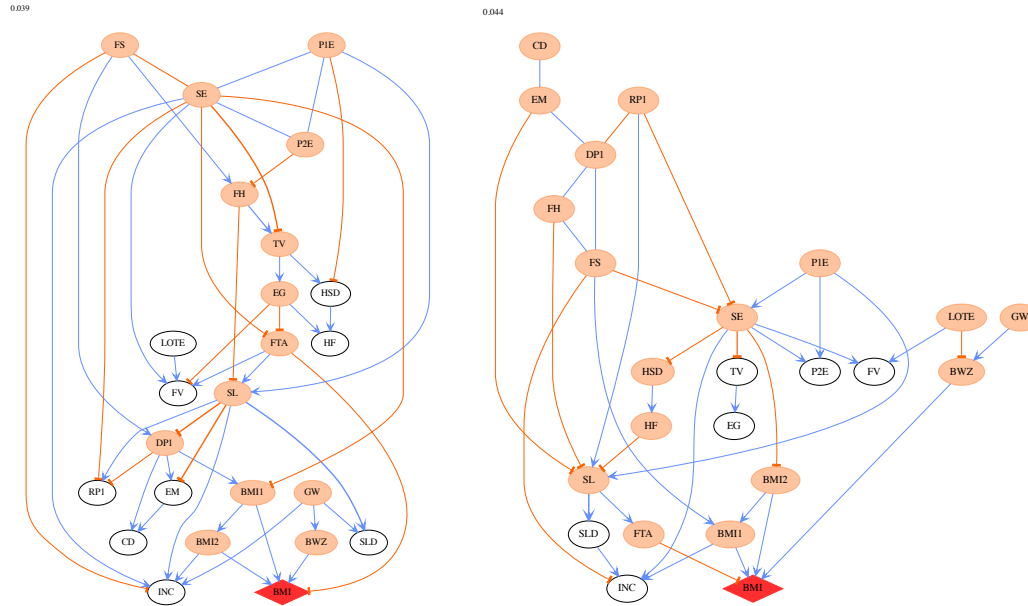 0.039
FS
P1E
SE
P2E
FH
TV
EG
HSD
LOTE
FTA
HF
FV
SL
DP1
RP1
EM
BMI1
GW
CD
BMI2
BWZ
SLD
INC
BMI
0.044
CD
EM
RP1
DP1
FH
FS
P1E
SE
LOTE
GW
HSD
TV
P2E
FV
BWZ
HF
EG
SL
BMI2
SLD
FTA
BMI1
INC
BMI